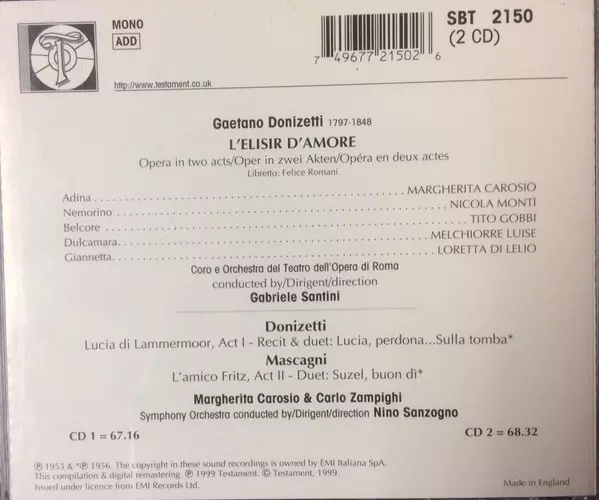 MONO
ADD
SBT 2150
(2 CD)
7 49677 21502 6
http://www.testament.co.uk
Gaetano Donizetti 1797-1848
L'ELISIR D'AMORE
Opera in two acts/Oper in zwei Akten/Opéra en deux actes
Libretto: Felice Romani
Adina ........ MARGHERITA CAROSIO
Nemorino ........ NICOLA MONTI
Belcore ........ TITO GOBBI
Dulcamara ........ MELCHIORRE LUISE
Giannetta ........ LORETTA DI LELIO
Coro e Orchestra del Teatro dell'Opera di Roma
conducted by/Dirigent/direction
Gabriele Santini
Donizetti
Lucia di Lammermoor, Act I - Recit & duet: Lucia, perdona...Sulla tomba*
Mascagni
L'amico Fritz, Act II - Duet: Suzel, buon dì*
Margherita Carosio & Carlo Zampighi
Symphony Orchestra conducted by/Dirigent/direction Nino Sanzogno
CD 1 = 67.16
CD 2 = 68.32
℗ 1953 & *℗ 1956. The copyright in these sound recordings is owned by EMI Italiana SpA.
This compilation & digital remastering ℗ 1999 Testament. © Testament, 1999.
Issued under licence from EMI Records Ltd.
Made in England